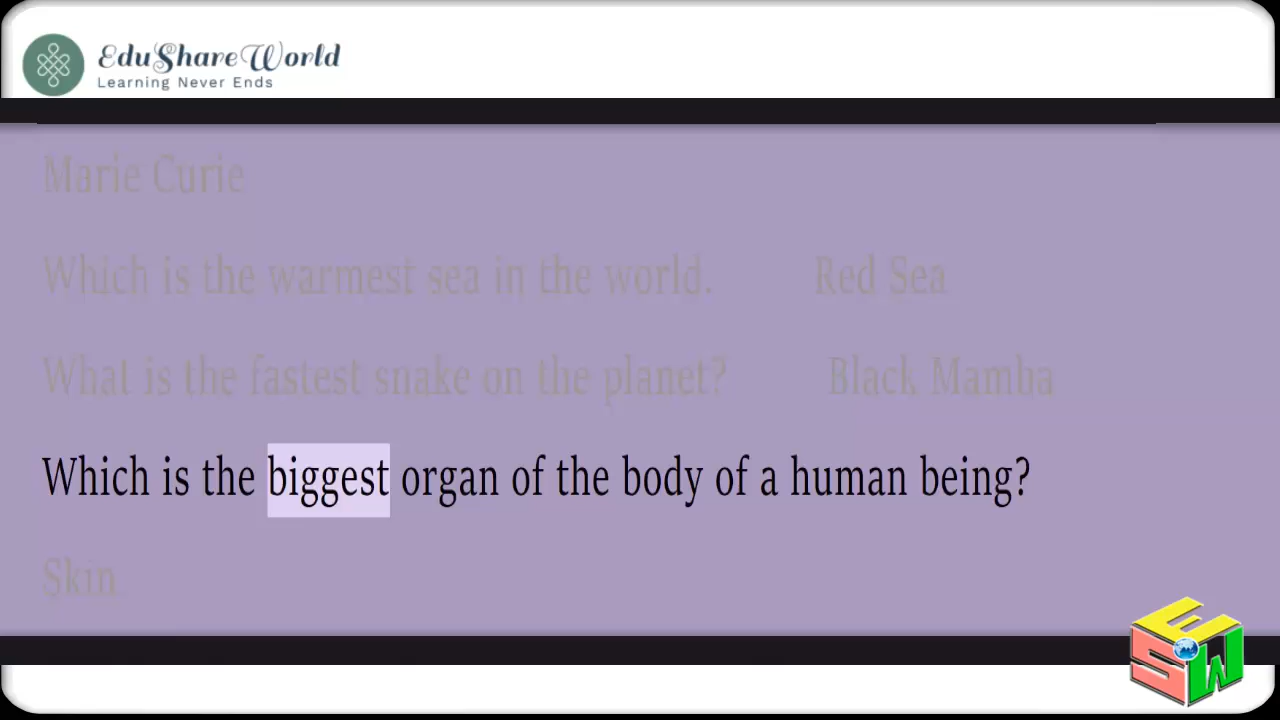 EduShareWorld
Learning Never Ends
Marie Curie
Which is the warmest sea in the world. Red Sea
What is the fastest snake on the planet? Black Mamba
Which is the biggest organ of the body of a human being?
Skin
ESW